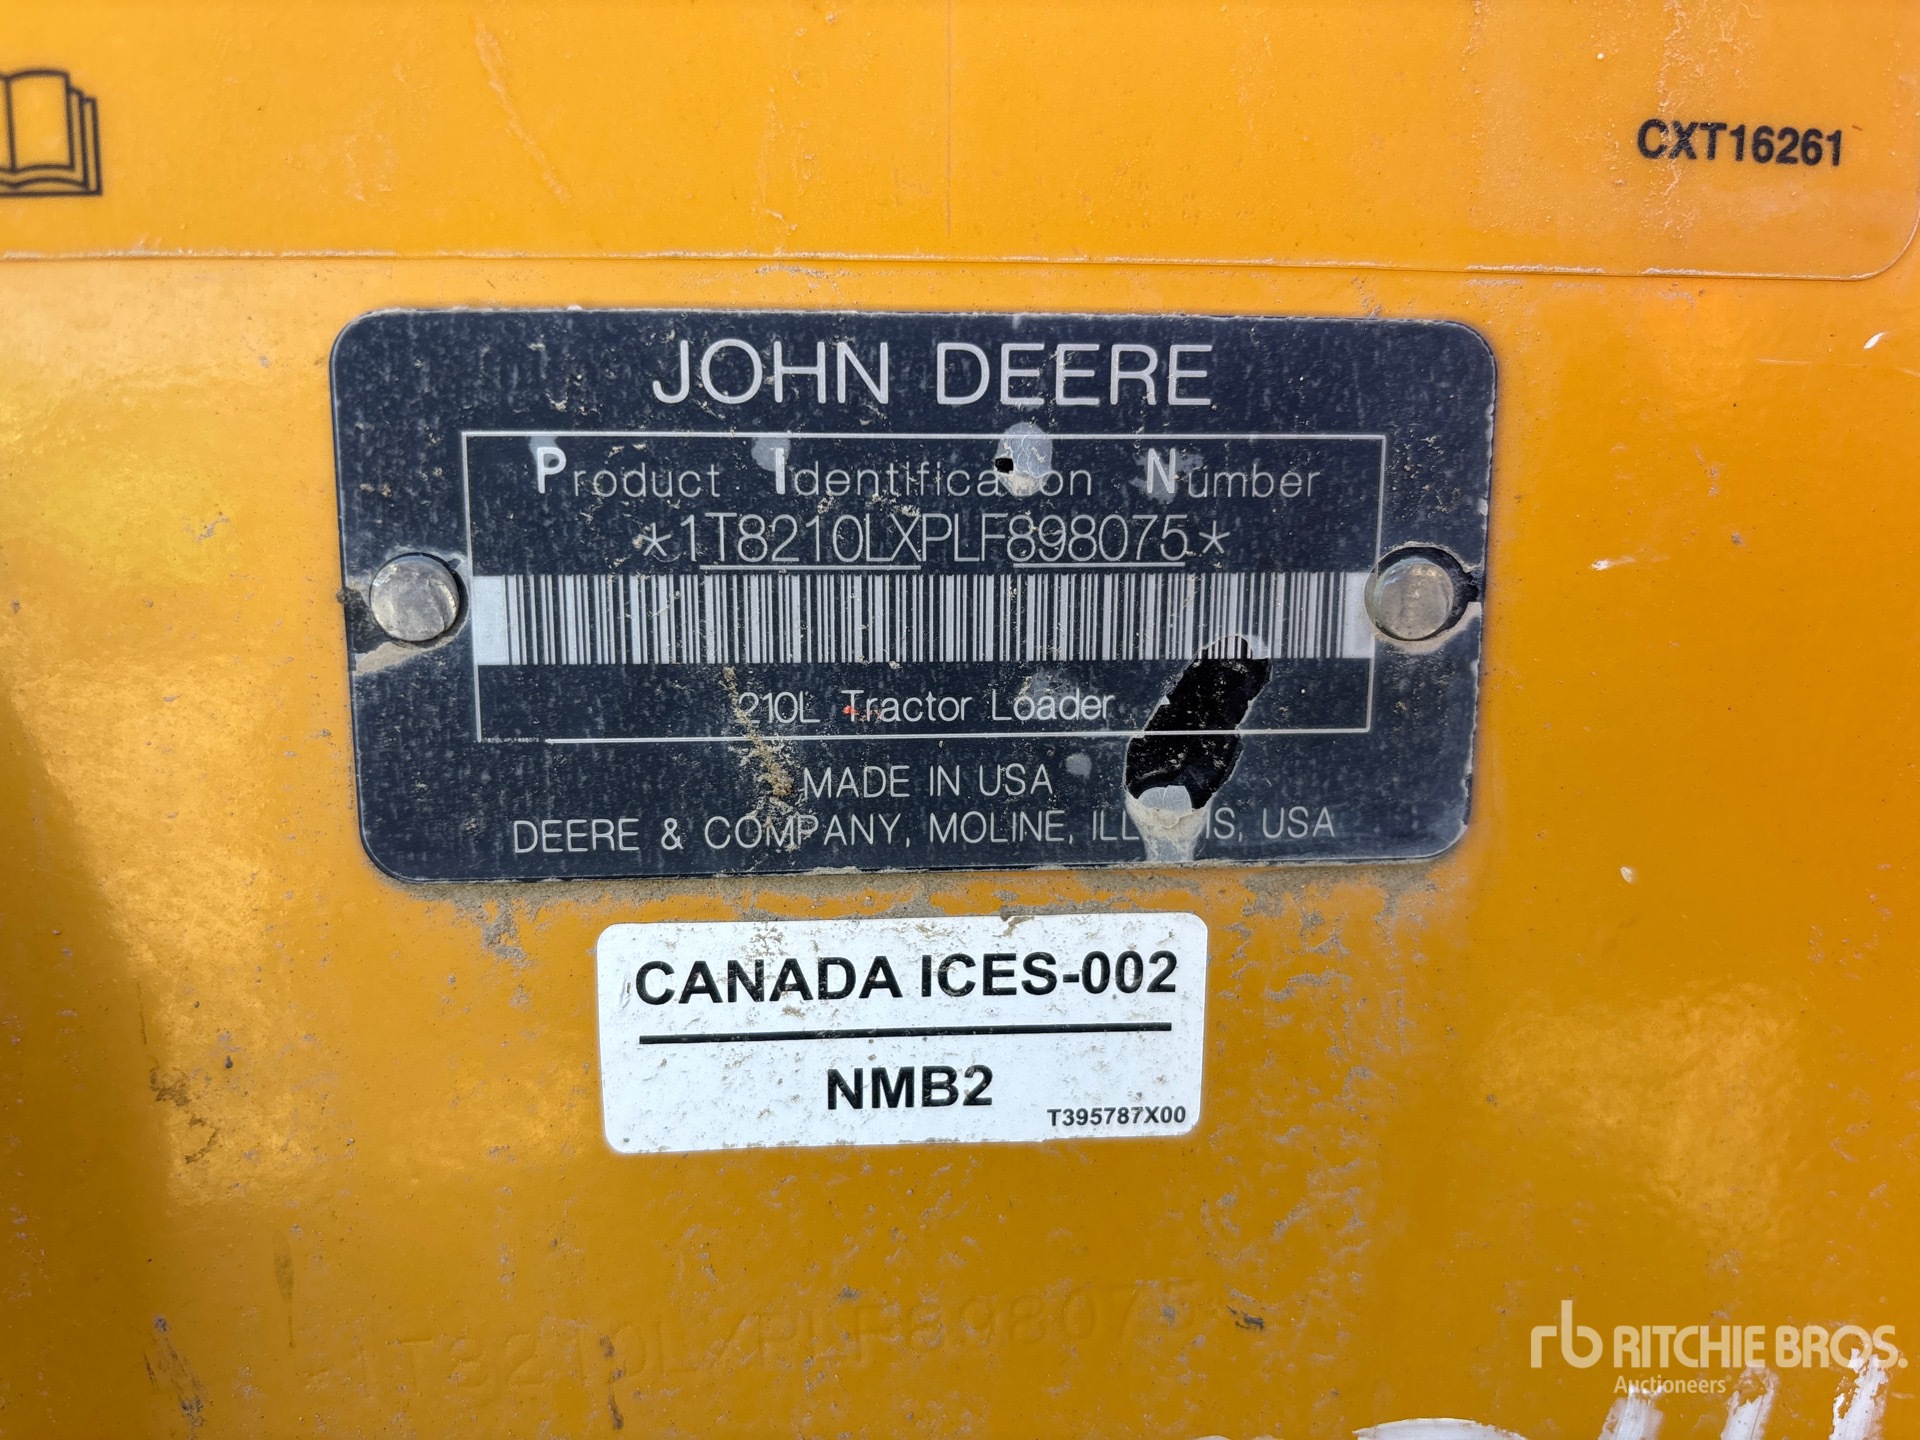 CXT16261
JOHN DEERE
Product Identification Number
*1T8210LXPLF898075*
210L Tractor Loader
MADE IN USA
DEERE & COMPANY, MOLINE, ILL IS, USA
CANADA ICES-002
NMB2
T395787X00
1T8210LXPLF898075*
rb RITCHIE BROS.
Auctioneers